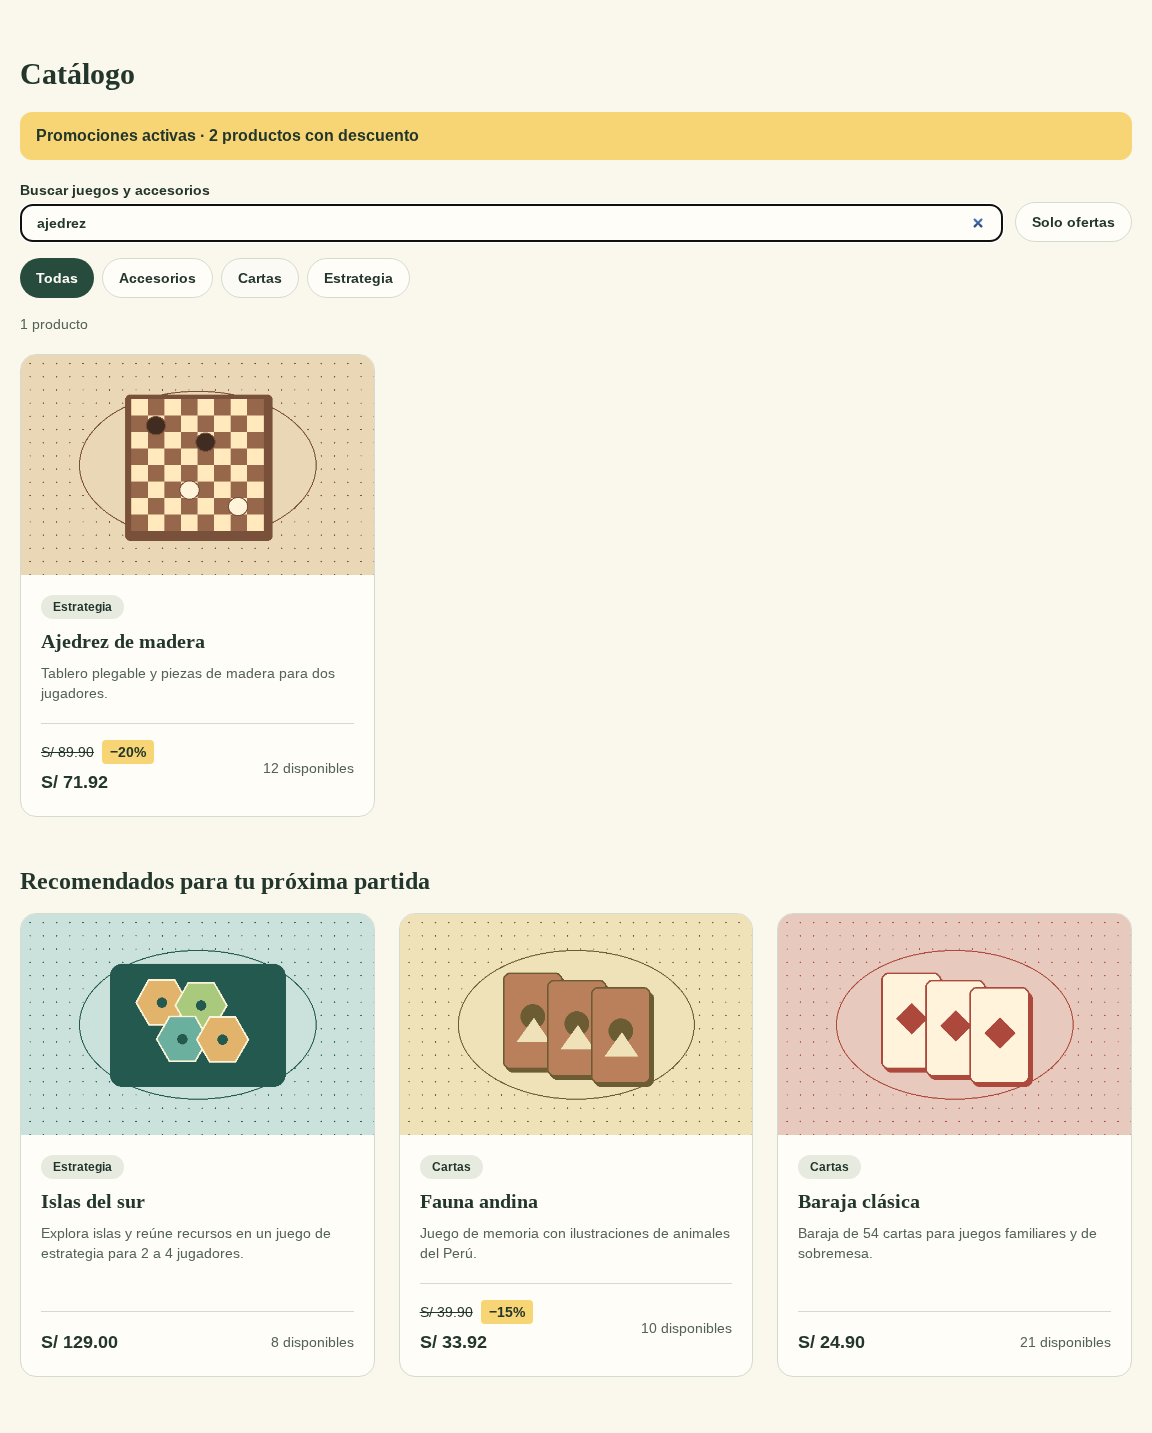 Catálogo
Promociones activas · 2 productos con descuento
Buscar juegos y accesorios
ajedrez
Solo ofertas
Todas
Accesorios
Cartas
Estrategia
1 producto
Estrategia
Ajedrez de madera
Tablero plegable y piezas de madera para dos
jugadores.
S/ 89.90
−20%
S/ 71.92
12 disponibles
Recomendados para tu próxima partida
Estrategia
Islas del sur
Explora islas y reúne recursos en un juego de
estrategia para 2 a 4 jugadores.
S/ 129.00
8 disponibles
Cartas
Fauna andina
Juego de memoria con ilustraciones de animales
del Perú.
S/ 39.90
−15%
S/ 33.92
10 disponibles
Cartas
Baraja clásica
Baraja de 54 cartas para juegos familiares y de
sobremesa.
S/ 24.90
21 disponibles